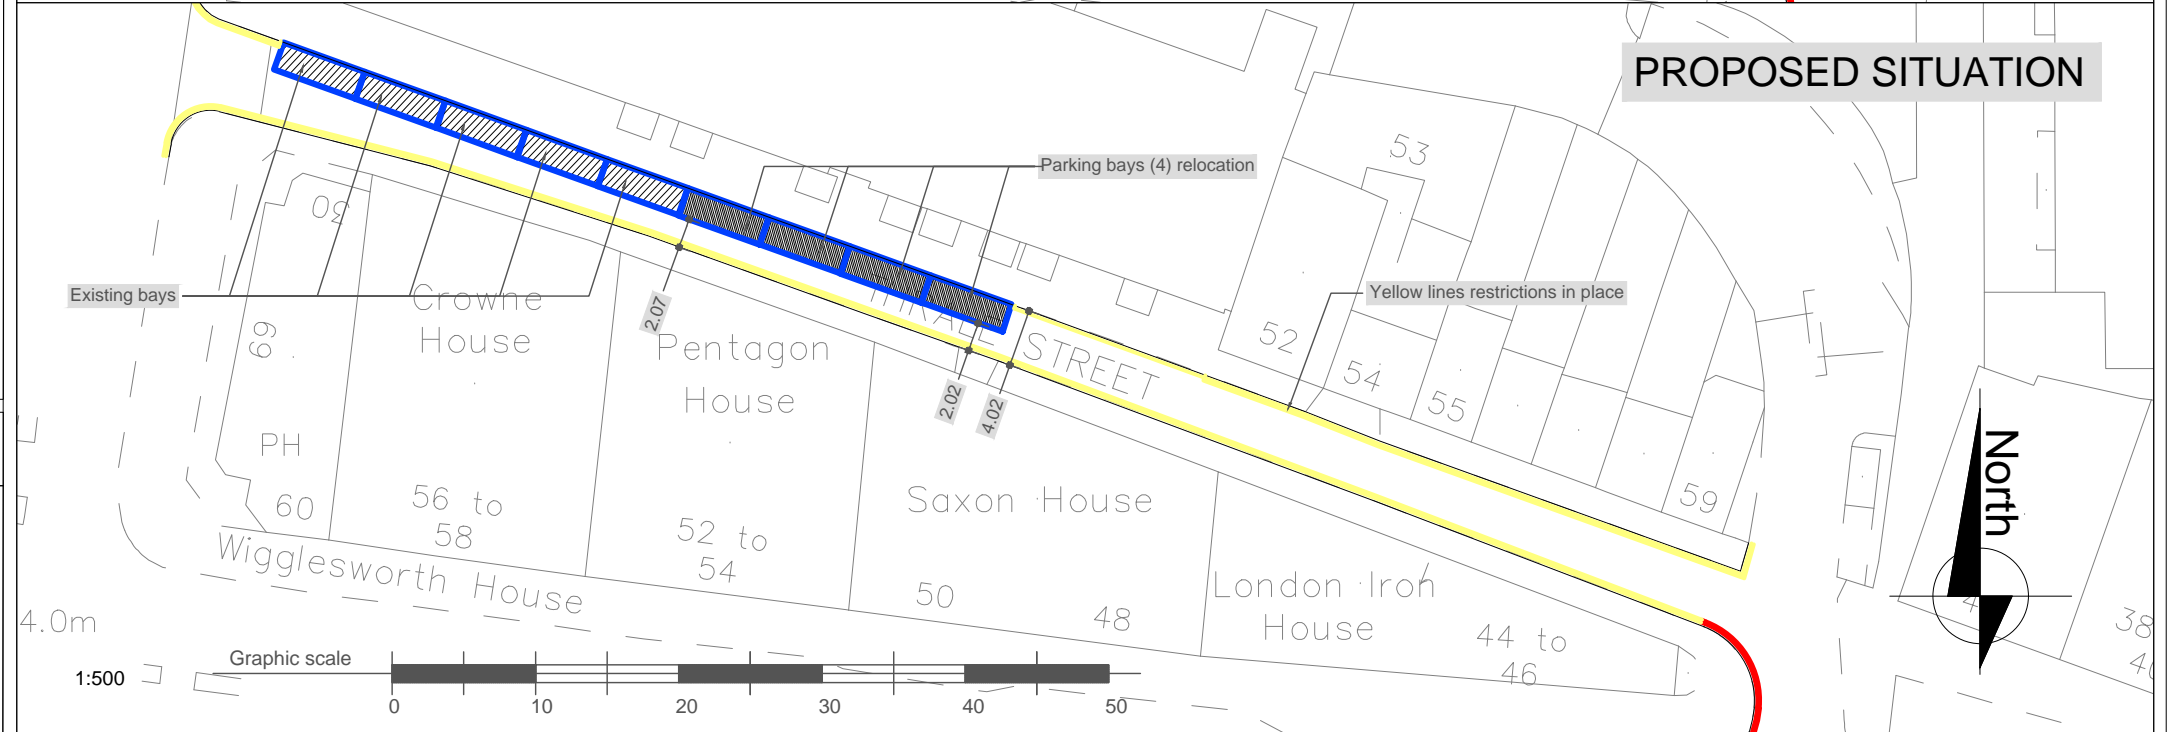 PROPOSED SITUATION
53
Parking bays (4) relocation
30
Existing bays
Crowne
House
69
2.07
Pentagon
House
STREET
Yellow lines restrictions in place
52
54
55
59
2.02
4.02
PH
60
56 to
58
52 to
54
Saxon House
50
48
Wigglesworth House
London Iron
House
44 to
46
North
4.0m
38
Graphic scale
1:500
0
10
20
30
40
50